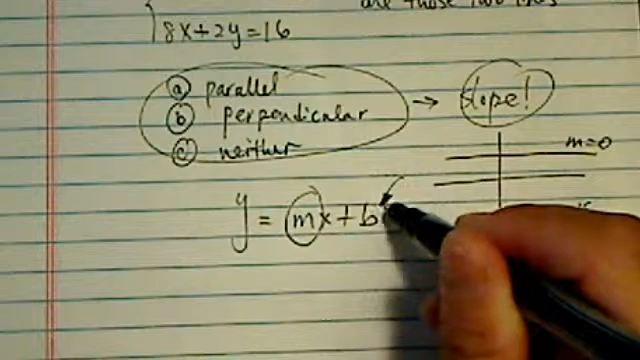 are those two lines
8x+2y=16
(a) parallel
(b) perpendicular → slope!
(c) neither
m=0
y = mx+b